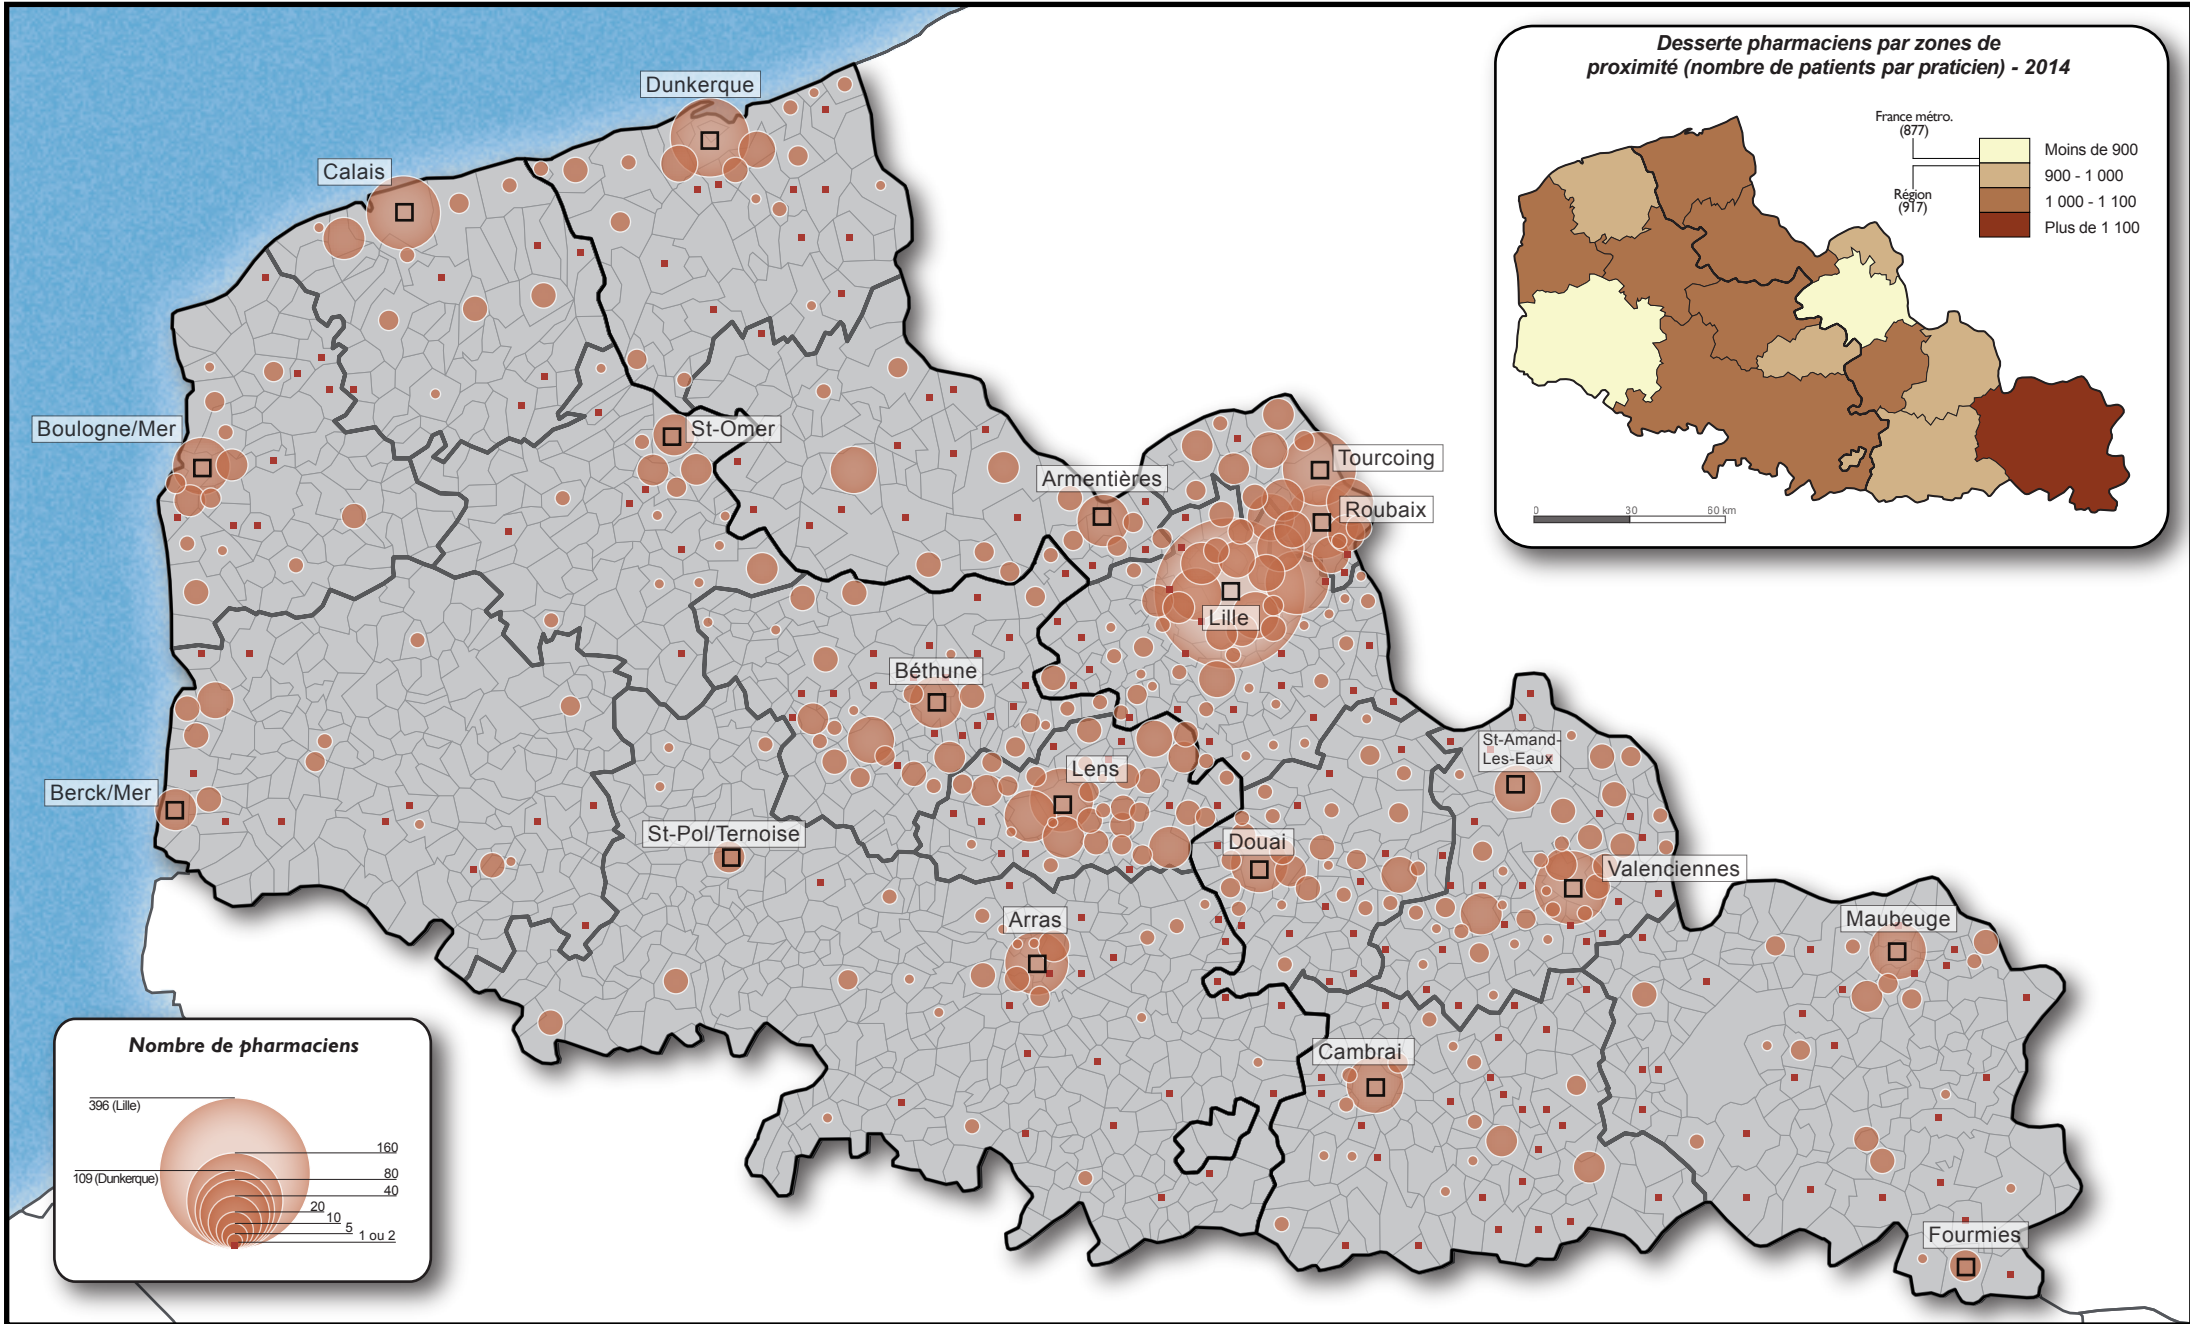 Desserte pharmaciens par zones de
proximité (nombre de patients par praticien) - 2014
France métro.
(877)
Région
(917)
Moins de 900
900 - 1 000
1 000 - 1 100
Plus de 1 100
0 30 60 km
Dunkerque
Calais
Boulogne/Mer
St-Omer
Armentières
Tourcoing
Roubaix
Lille
Béthune
Lens
Berck/Mer
St-Pol/Ternoise
St-Amand-
Les-Eaux
Douai
Valenciennes
Arras
Maubeuge
Cambrai
Fourmies
Nombre de pharmaciens
396 (Lille)
160
109 (Dunkerque)
80
40
20
10
5
1 ou 2